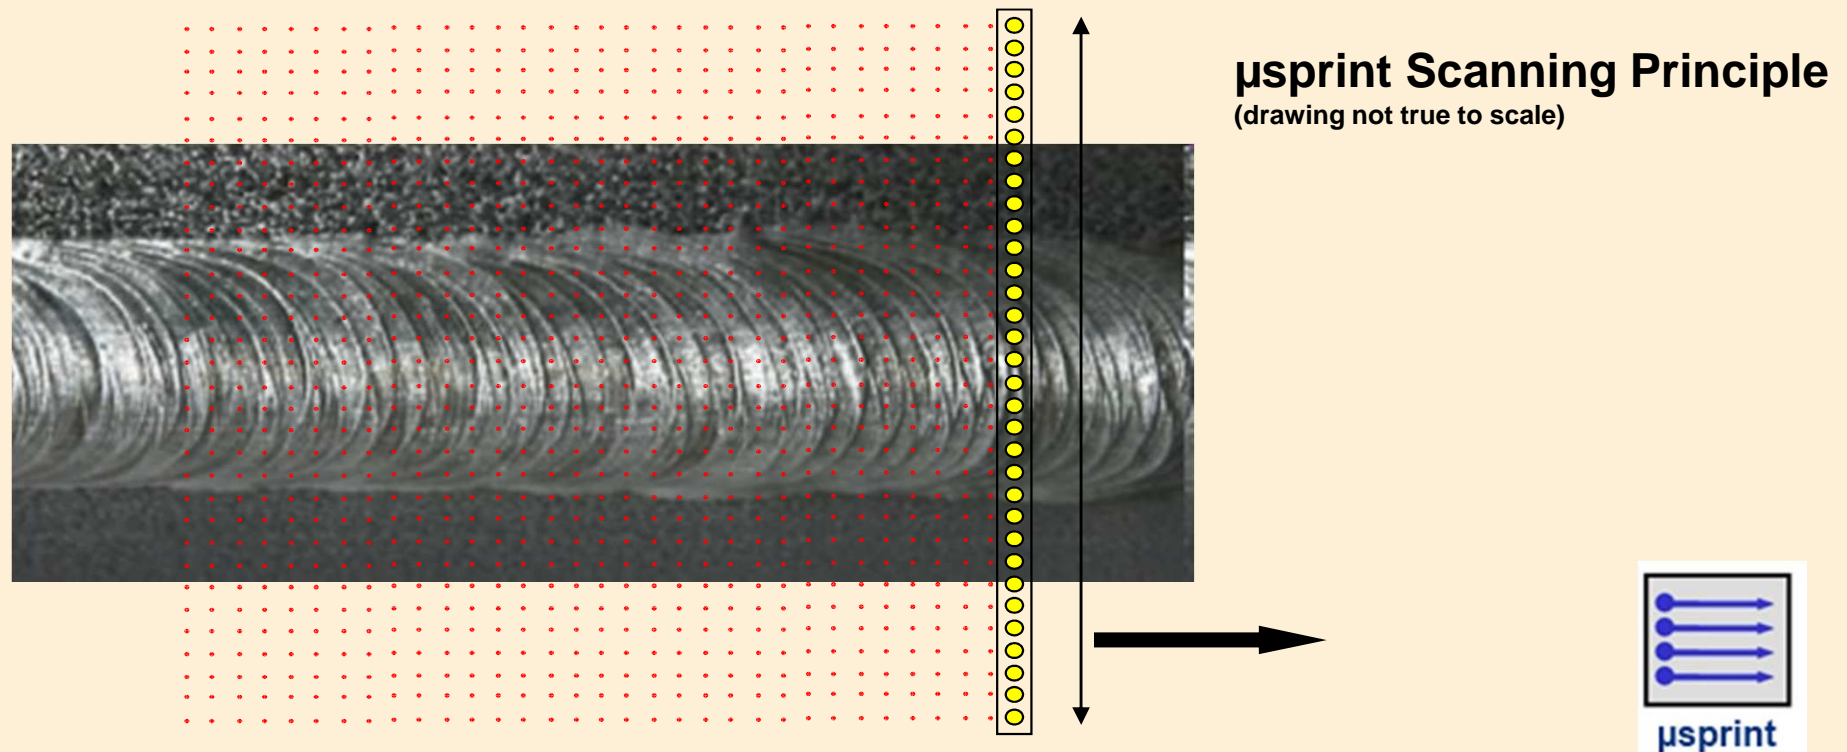 µsprint Scanning Principle
(drawing not true to scale)
µsprint